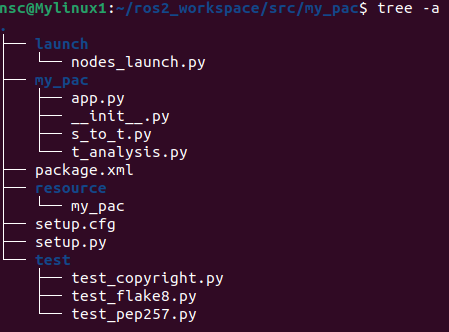 nsc@Mylinux1:~/ros2_workspace/src/my_pac$ tree -a
.
├── launch
│   └── nodes_launch.py
├── my_pac
│   ├── app.py
│   ├── __init__.py
│   ├── s_to_t.py
│   └── t_analysis.py
├── package.xml
├── resource
│   └── my_pac
├── setup.cfg
├── setup.py
└── test
    ├── test_copyright.py
    ├── test_flake8.py
    └── test_pep257.py